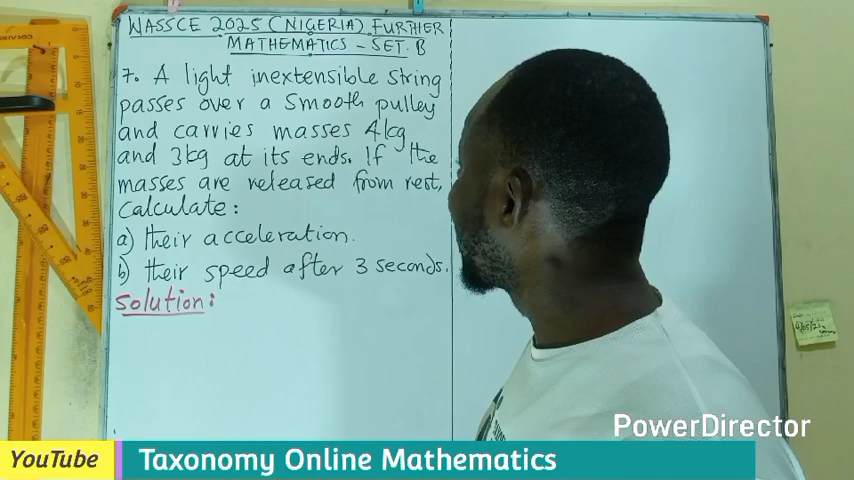 WASSCE 2025 (NIGERIA) FURTHER
MATHEMATICS - SET. B
7. A light inextensible string
passes over a smooth pulley
and carries masses 4kg
and 3kg at its ends. If the
masses are released from rest,
calculate:
a) their acceleration.
b) their speed after 3 seconds.
solution:
PowerDirector
YouTube
Taxonomy Online Mathematics